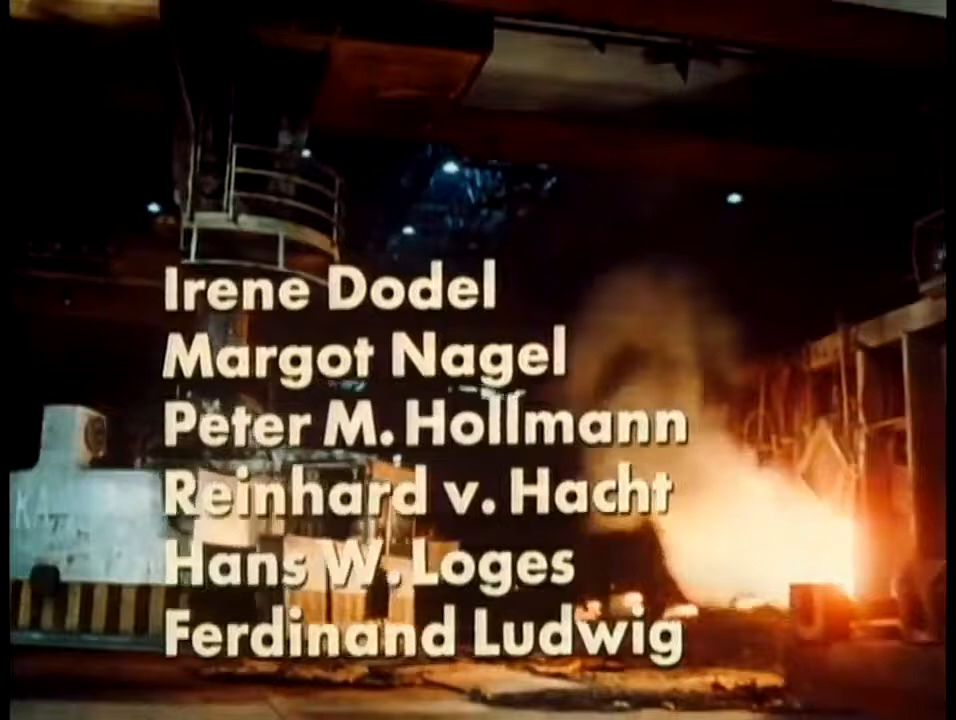 Irene Dodel
Margot Nagel
Peter M. Hollmann
Reinhard v. Hacht
Hans W. Loges
Ferdinand Ludwig